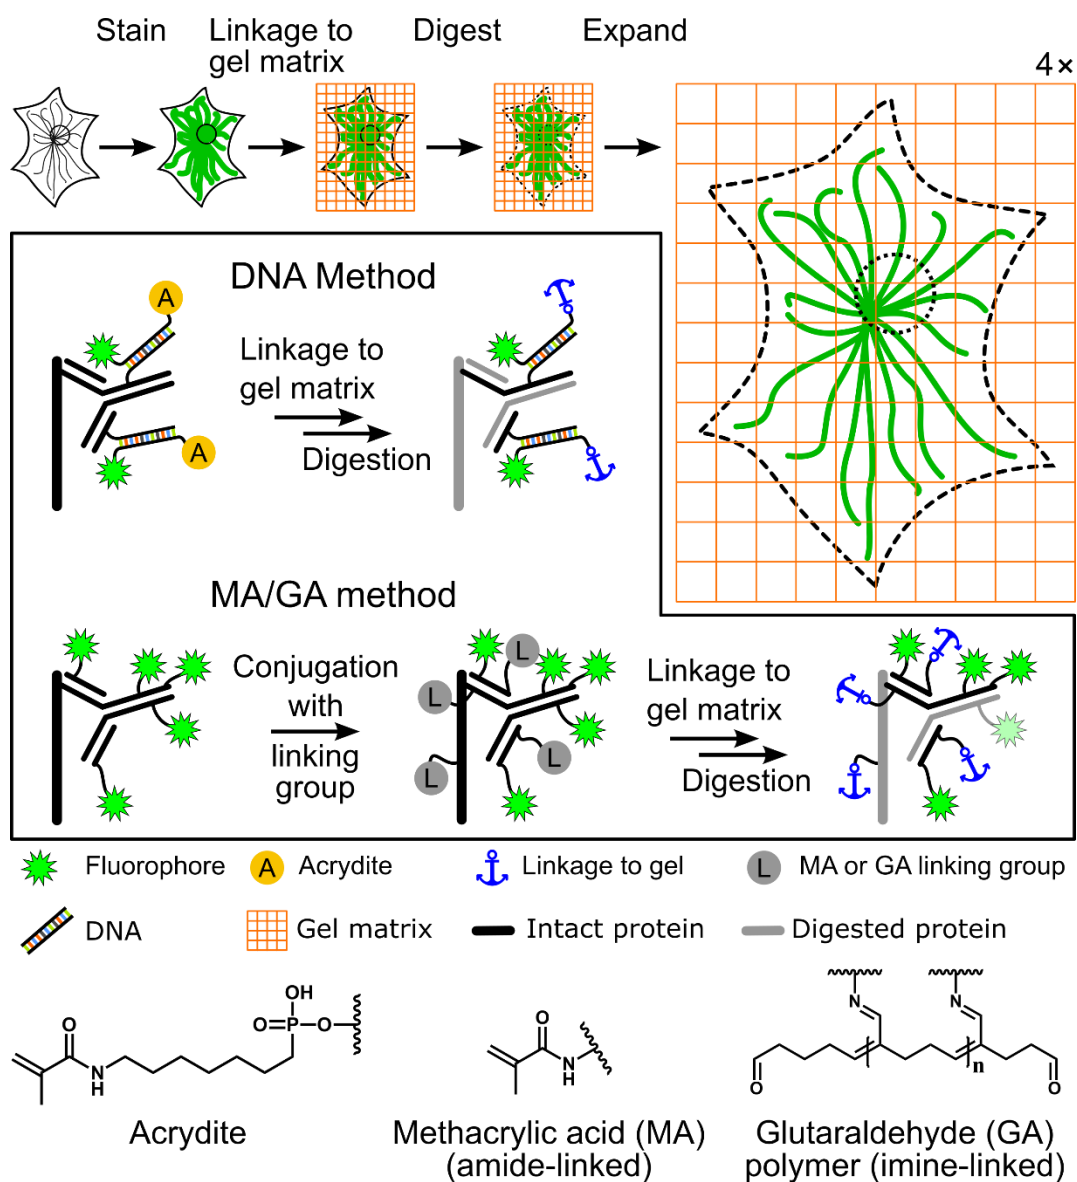 Stain
Linkage to
gel matrix
Digest
Expand
4×
DNA Method
A
A
Linkage to
gel matrix
Digestion
MA/GA method
Conjugation
with
linking
group
L
L
L
L
Linkage to
gel matrix
Digestion
Fluorophore
A
Acrydite
Linkage to gel
L
MA or GA linking group
DNA
Gel matrix
Intact protein
Digested protein
O
N
H
OH
O=P–O
O
N
H
N
N
O
n
O
Acrydite
Methacrylic acid (MA)
(amide-linked)
Glutaraldehyde (GA)
polymer (imine-linked)